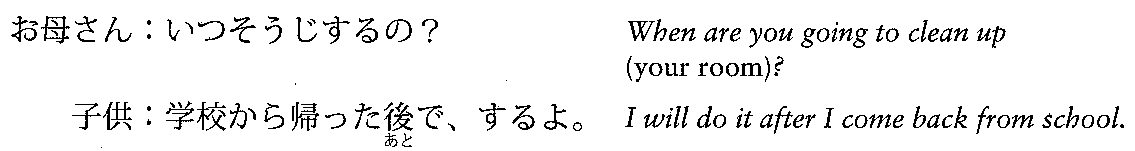 お母さん：いつそうじするの？ When are you going to clean up
(your room)?
子供：学校から帰った後で、するよ。 I will do it after I come back from school.
あと